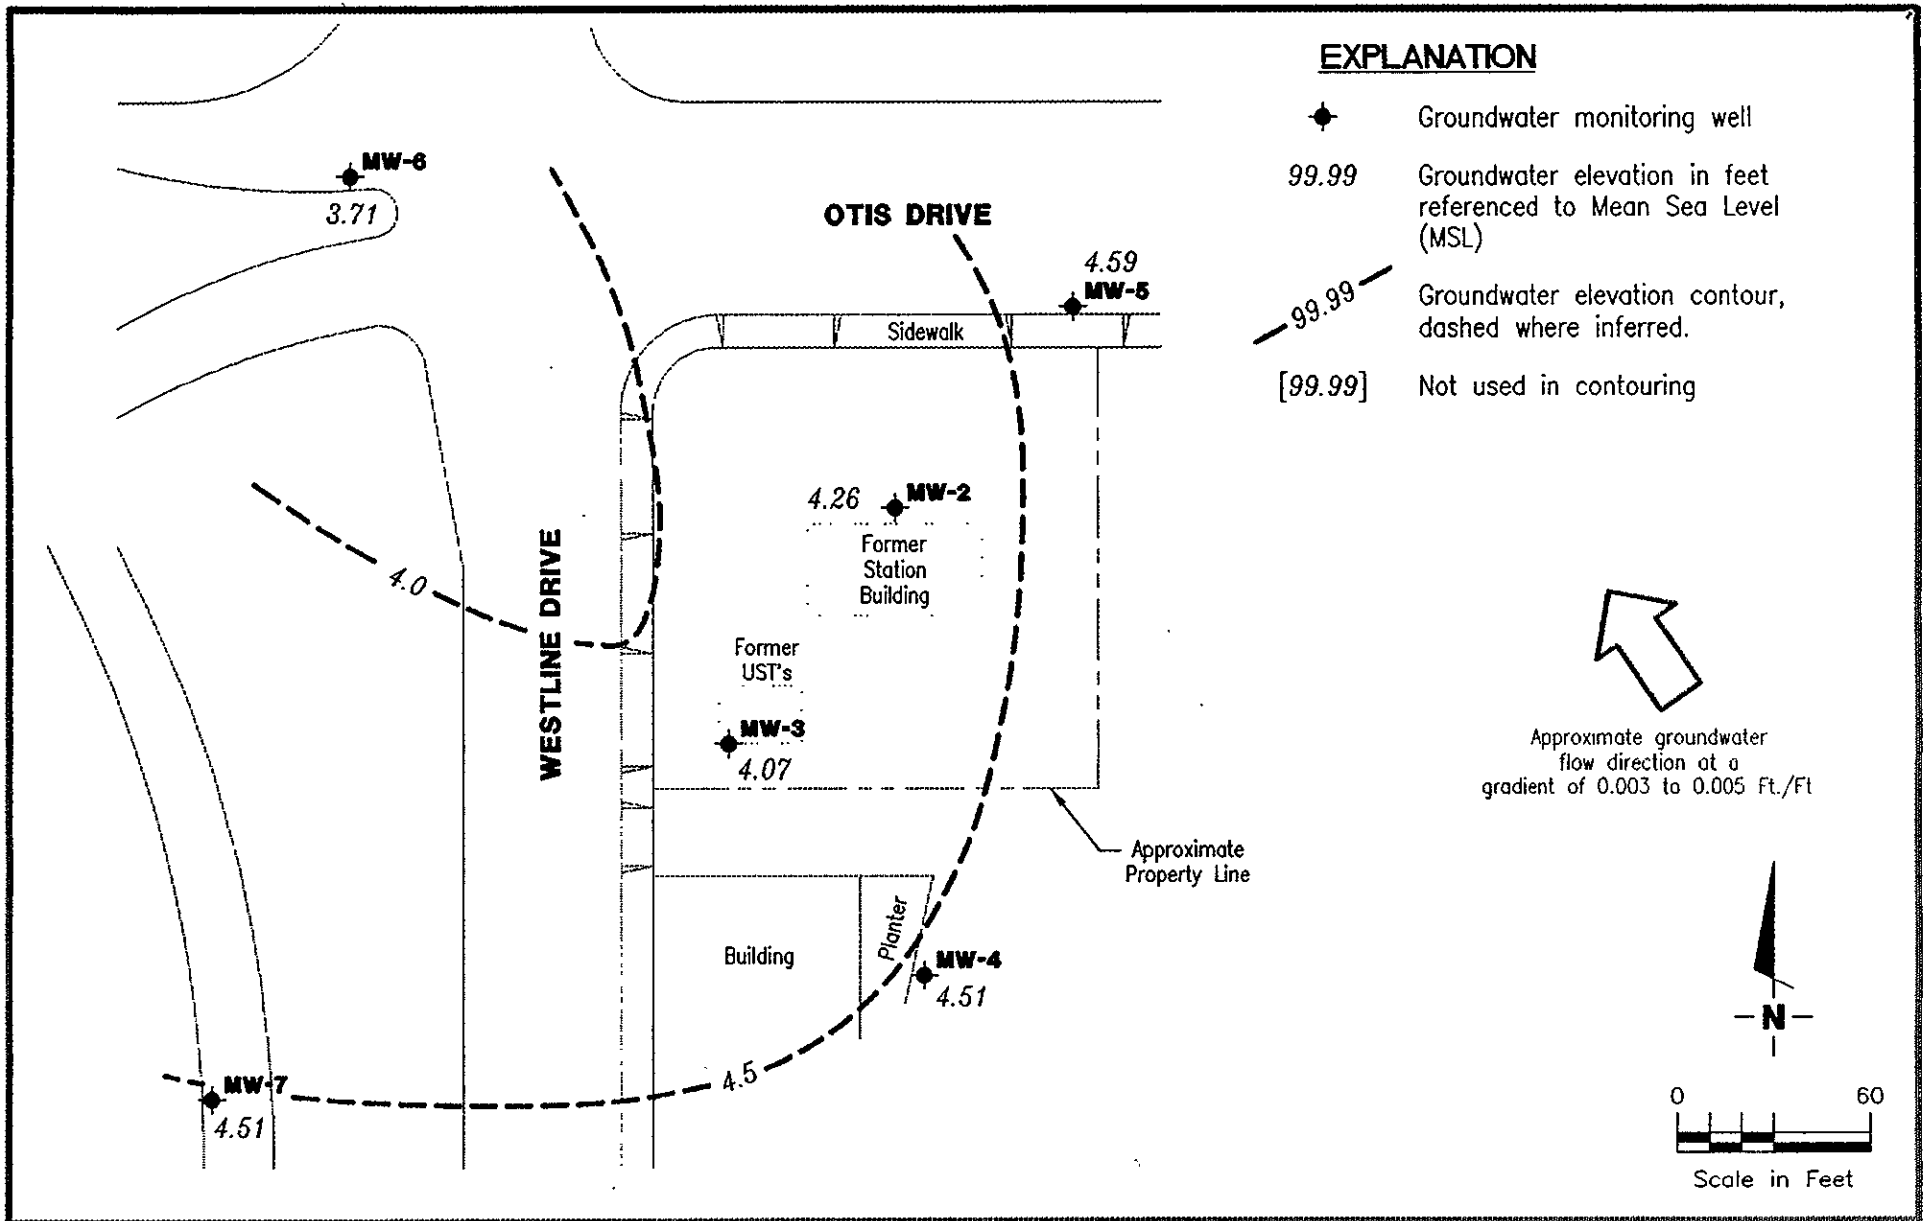 EXPLANATION
Groundwater monitoring well
99.99
Groundwater elevation in feet
referenced to Mean Sea Level
(MSL)
99.99
Groundwater elevation contour,
dashed where inferred.
[99.99]
Not used in contouring
MW-6
3.71
OTIS DRIVE
4.59
MW-5
Sidewalk
4.26
MW-2
Former
Station
Building
4.0
WESTLINE DRIVE
Former
UST's
MW-3
4.07
Approximate groundwater
flow direction at a
gradient of 0.003 to 0.005 Ft./Ft
Approximate
Property Line
Building
Planter
MW-4
4.51
4.5
MW-7
4.51
N
0
60
Scale in Feet